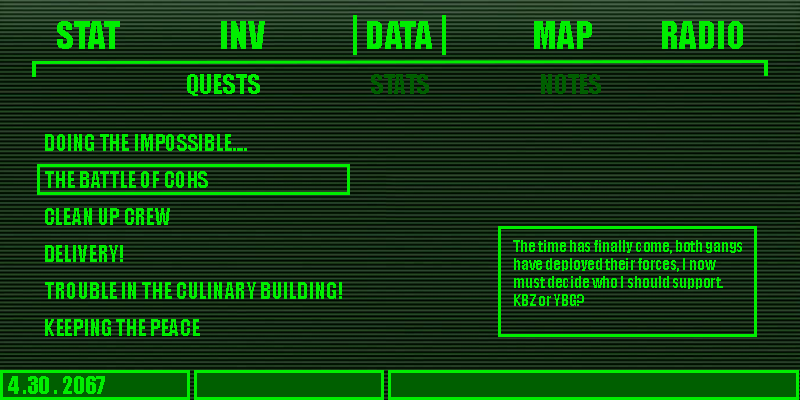 STAT INV DATA MAP RADIO
QUESTS STATS NOTES
DOING THE IMPOSSIBLE...
THE BATTLE OF COHS
CLEAN UP CREW
DELIVERY!
TROUBLE IN THE CULINARY BUILDING!
KEEPING THE PEACE
The time has finally come, both gangs
have deployed their forces, I now
must decide who I should support.
KBZ or YBG?
4.30.2067